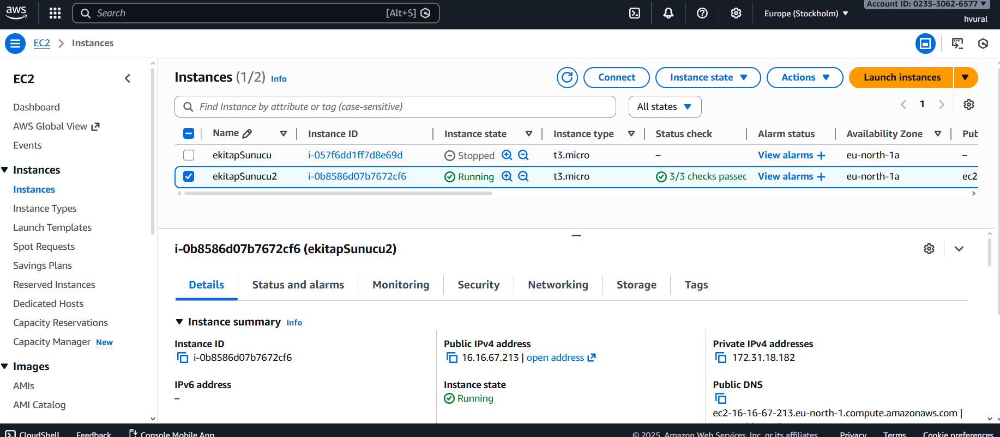 aws
Search
[Alt+S]
Europe (Stockholm)
Account ID: 0235-3062-6577
hvural
EC2
Instances
EC2
Dashboard
AWS Global View
Events
Instances
Instances
Instance Types
Launch Templates
Spot Requests
Savings Plans
Reserved Instances
Dedicated Hosts
Capacity Reservations
Capacity Manager New
Images
AMIs
AMI Catalog
Instances (1/2) Info
Connect
Instance state
Actions
Launch instances
Find Instance by attribute or tag (case-sensitive)
All states
1
Name Instance ID Instance state Instance type Status check Alarm status Availability Zone Pub
ekitapSunucu i-057f6dd1ff7d8e69d Stopped t3.micro – View alarms + eu-north-1a –
ekitapSunucu2 i-0b8586d07b7672cf6 Running t3.micro 3/3 checks passed View alarms + eu-north-1a ec2-
i-0b8586d07b7672cf6 (ekitapSunucu2)
Details Status and alarms Monitoring Security Networking Storage Tags
Instance summary Info
Instance ID
i-0b8586d07b7672cf6
Public IPv4 address
16.16.67.213 | open address
Private IPv4 addresses
172.31.18.182
IPv6 address
–
Instance state
Running
Public DNS
ec2-16-16-67-213.eu-north-1.compute.amazonaws.com |
CloudShell Feedback Console Mobile App
© 2025, Amazon Web Services, Inc. or its affiliates. Privacy Terms Cookie preferences